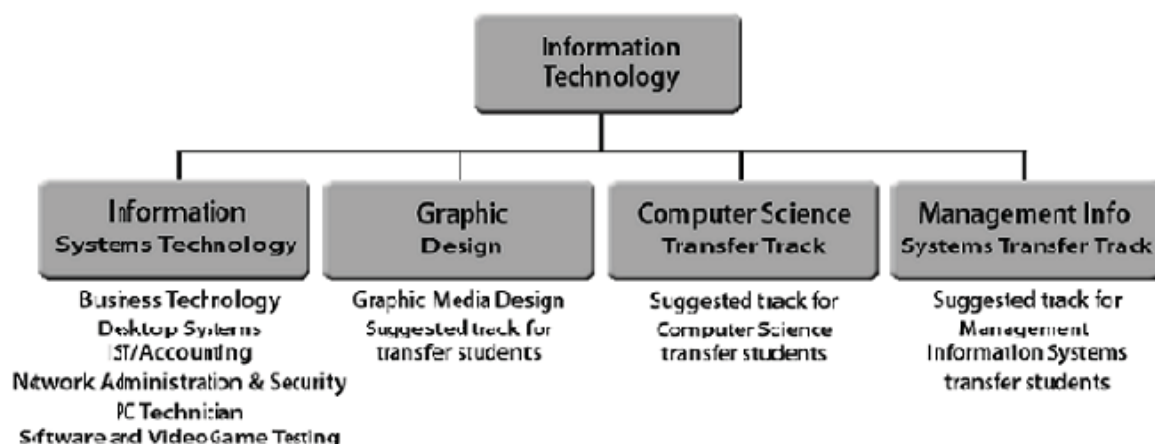 Information
Technology
Information
Systems Technology
Graphic
Design
Computer Science
Transfer Track
Management Info
Systems Transfer Track
Business Technology
Desktop Systems
IST/Accounting
Network Administration & Security
PC Technician
Software and Video Game Testing
Graphic Media Design
Suggested track for
transfer students
Suggested track for
Computer Science
transfer students
Suggested track for
Management
Information Systems
transfer students